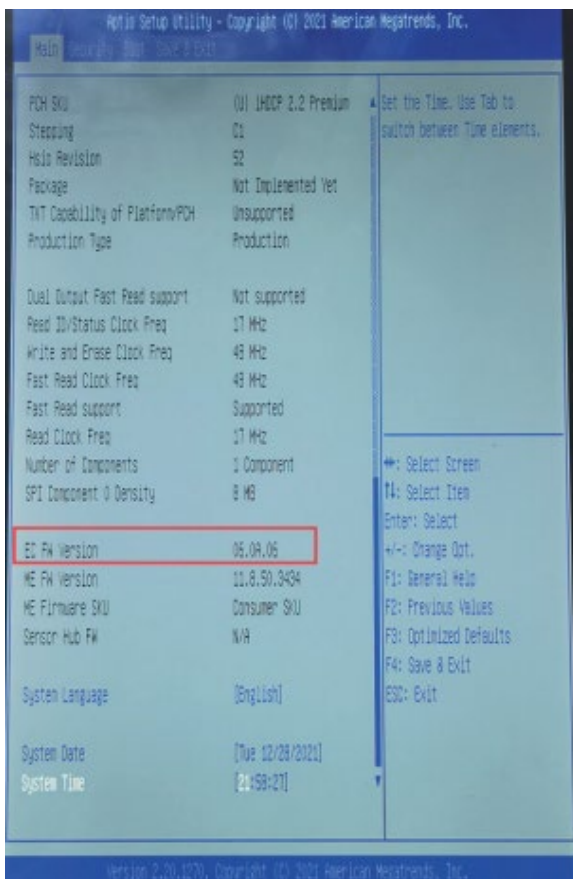 Aptio Setup Utility - Copyright (C) 2021 American Megatrends, Inc.
Main Security Boot Save & Exit
PCH SKU (U) iHDCP 2.2 Premium
Stepping C1
Hsio Revision 52
Package Not Implemented Yet
TXT Capability of Platform/PCH Unsupported
Production Type Production
Dual Output Fast Read support Not supported
Read ID/Status Clock Freq 17 MHz
Write and Erase Clock Freq 48 MHz
Fast Read Clock Freq 48 MHz
Fast Read support Supported
Read Clock Freq 17 MHz
Number of Components 1 Component
SPI Component 0 Density 8 MB
EC FW Version
ME FW Version 11.8.50.3434
ME Firmware SKU Consumer SKU
Sensor Hub FW N/A
System Language [English]
System Date [Tue 12/28/2021]
System Time [21:58:27]
Set the Time. Use Tab to
switch between Time elements.
: Select Screen
: Select Item
Enter: Select
+/-: Change Opt.
F1: General Help
F2: Previous Values
F3: Optimized Defaults
F4: Save & Exit
ESC: Exit
Version 2.20.1270. Copyright (C) 2021 American Megatrends, Inc.